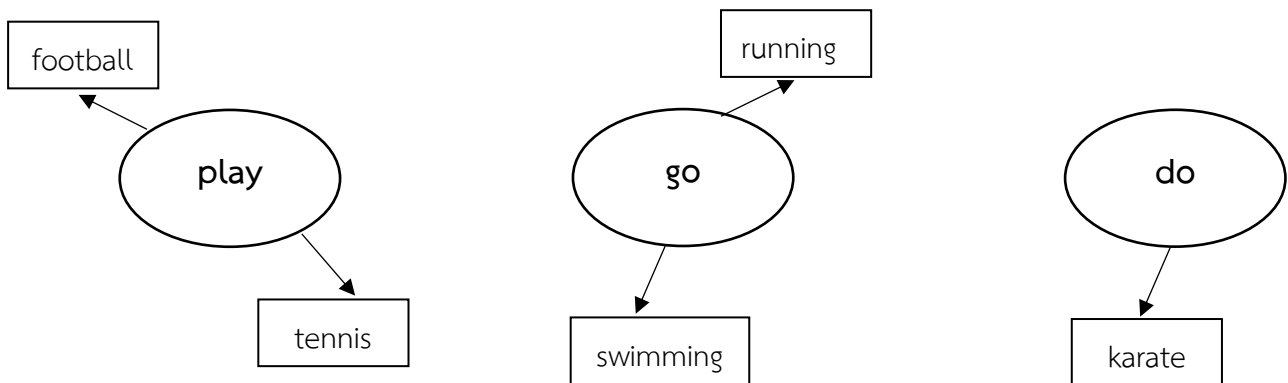 football
running
play
go
do
tennis
swimming
karate